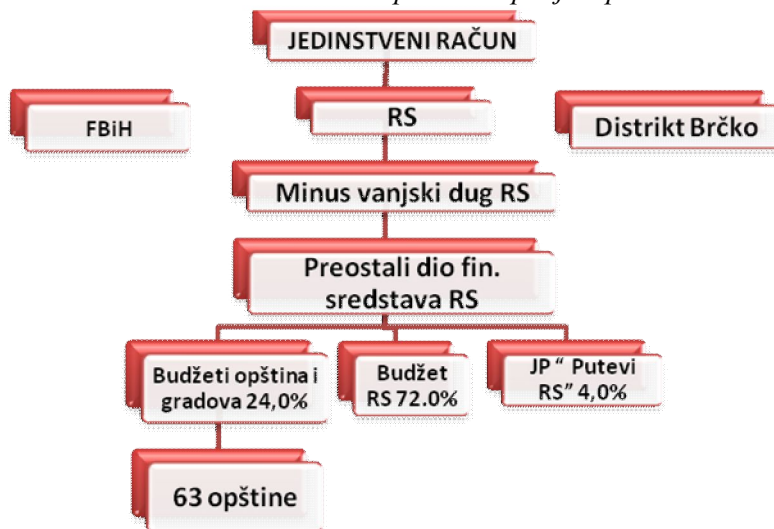 JEDINSTVENI RAČUN
FBiH
RS
Distrikt Brčko
Minus vanjski dug RS
Preostali dio fin.
sredstava RS
Budžeti opština i
gradova 24,0%
Budžet
RS 72.0%
JP “ Putevi
RS” 4,0%
63 opštine